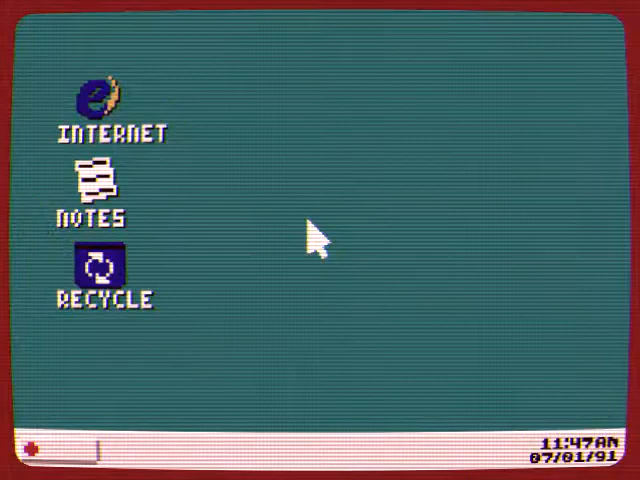 INTERNET
NOTES
RECYCLE
11:47AM
07/01/91